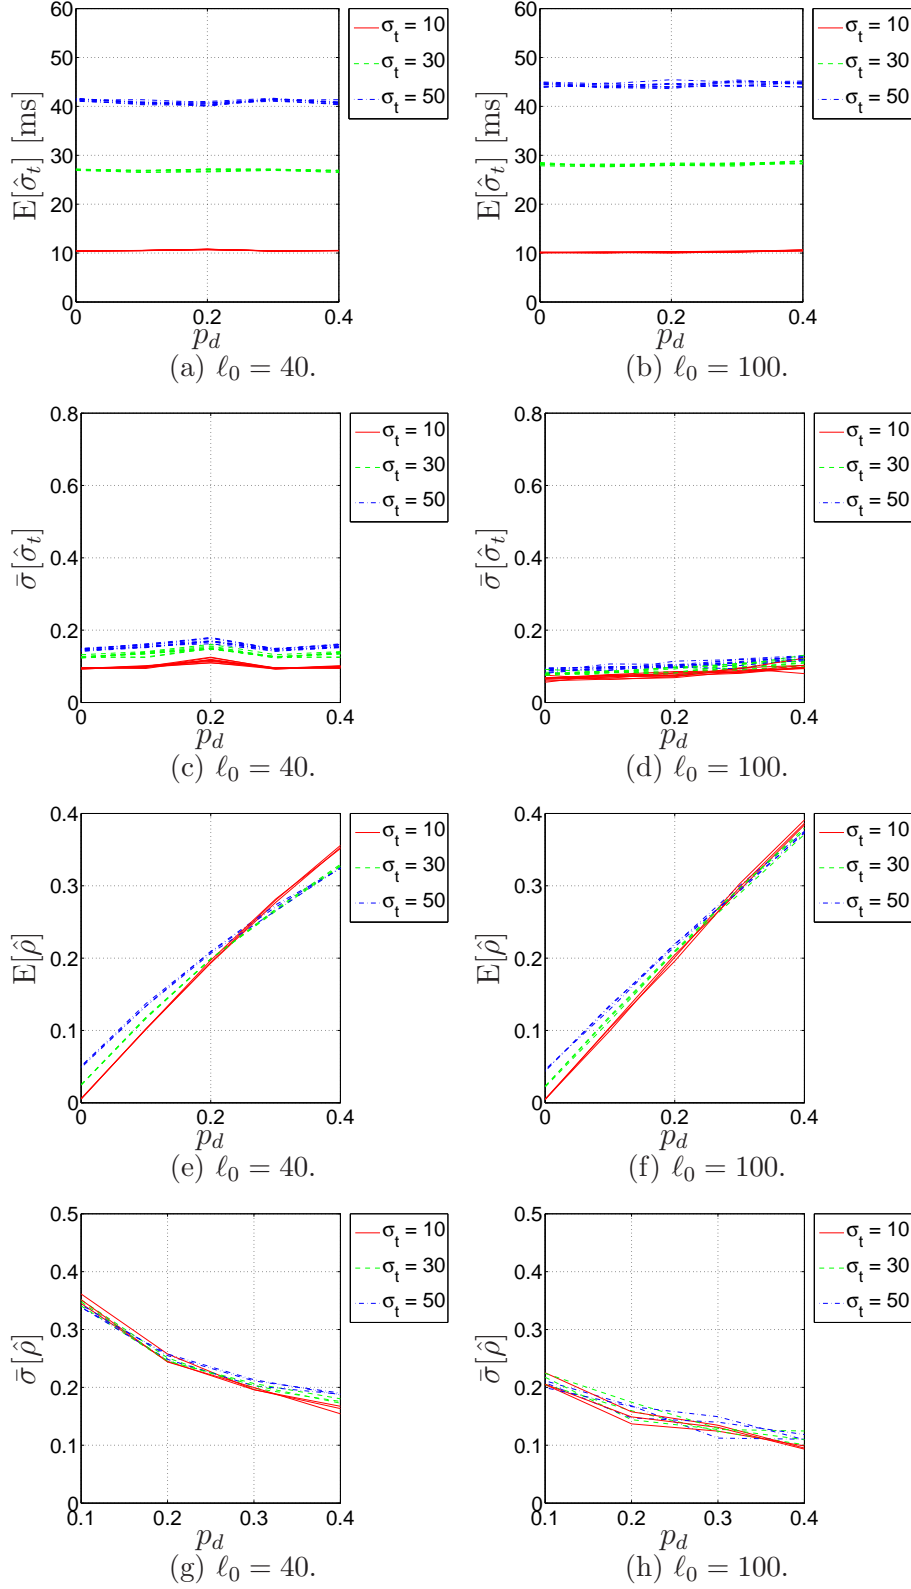 60
50
40
30
20
10
0
E[σ̂_t] [ms]
0 0.2 0.4
p_d
σ_t = 10
σ_t = 30
σ_t = 50
(a) ℓ₀ = 40.
60
50
40
30
20
10
0
E[σ̂_t] [ms]
0 0.2 0.4
p_d
σ_t = 10
σ_t = 30
σ_t = 50
(b) ℓ₀ = 100.
0.8
0.6
0.4
0.2
0
σ̄[σ̂_t]
0 0.2 0.4
p_d
σ_t = 10
σ_t = 30
σ_t = 50
(c) ℓ₀ = 40.
0.8
0.6
0.4
0.2
0
σ̄[σ̂_t]
0 0.2 0.4
p_d
σ_t = 10
σ_t = 30
σ_t = 50
(d) ℓ₀ = 100.
0.4
0.3
0.2
0.1
0
E[ρ̂]
0 0.2 0.4
p_d
σ_t = 10
σ_t = 30
σ_t = 50
(e) ℓ₀ = 40.
0.4
0.3
0.2
0.1
0
E[ρ̂]
0 0.2 0.4
p_d
σ_t = 10
σ_t = 30
σ_t = 50
(f) ℓ₀ = 100.
0.5
0.4
0.3
0.2
0.1
0
σ̄[ρ̂]
0.1 0.2 0.3 0.4
p_d
σ_t = 10
σ_t = 30
σ_t = 50
(g) ℓ₀ = 40.
0.5
0.4
0.3
0.2
0.1
0
σ̄[ρ̂]
0.1 0.2 0.3 0.4
p_d
σ_t = 10
σ_t = 30
σ_t = 50
(h) ℓ₀ = 100.